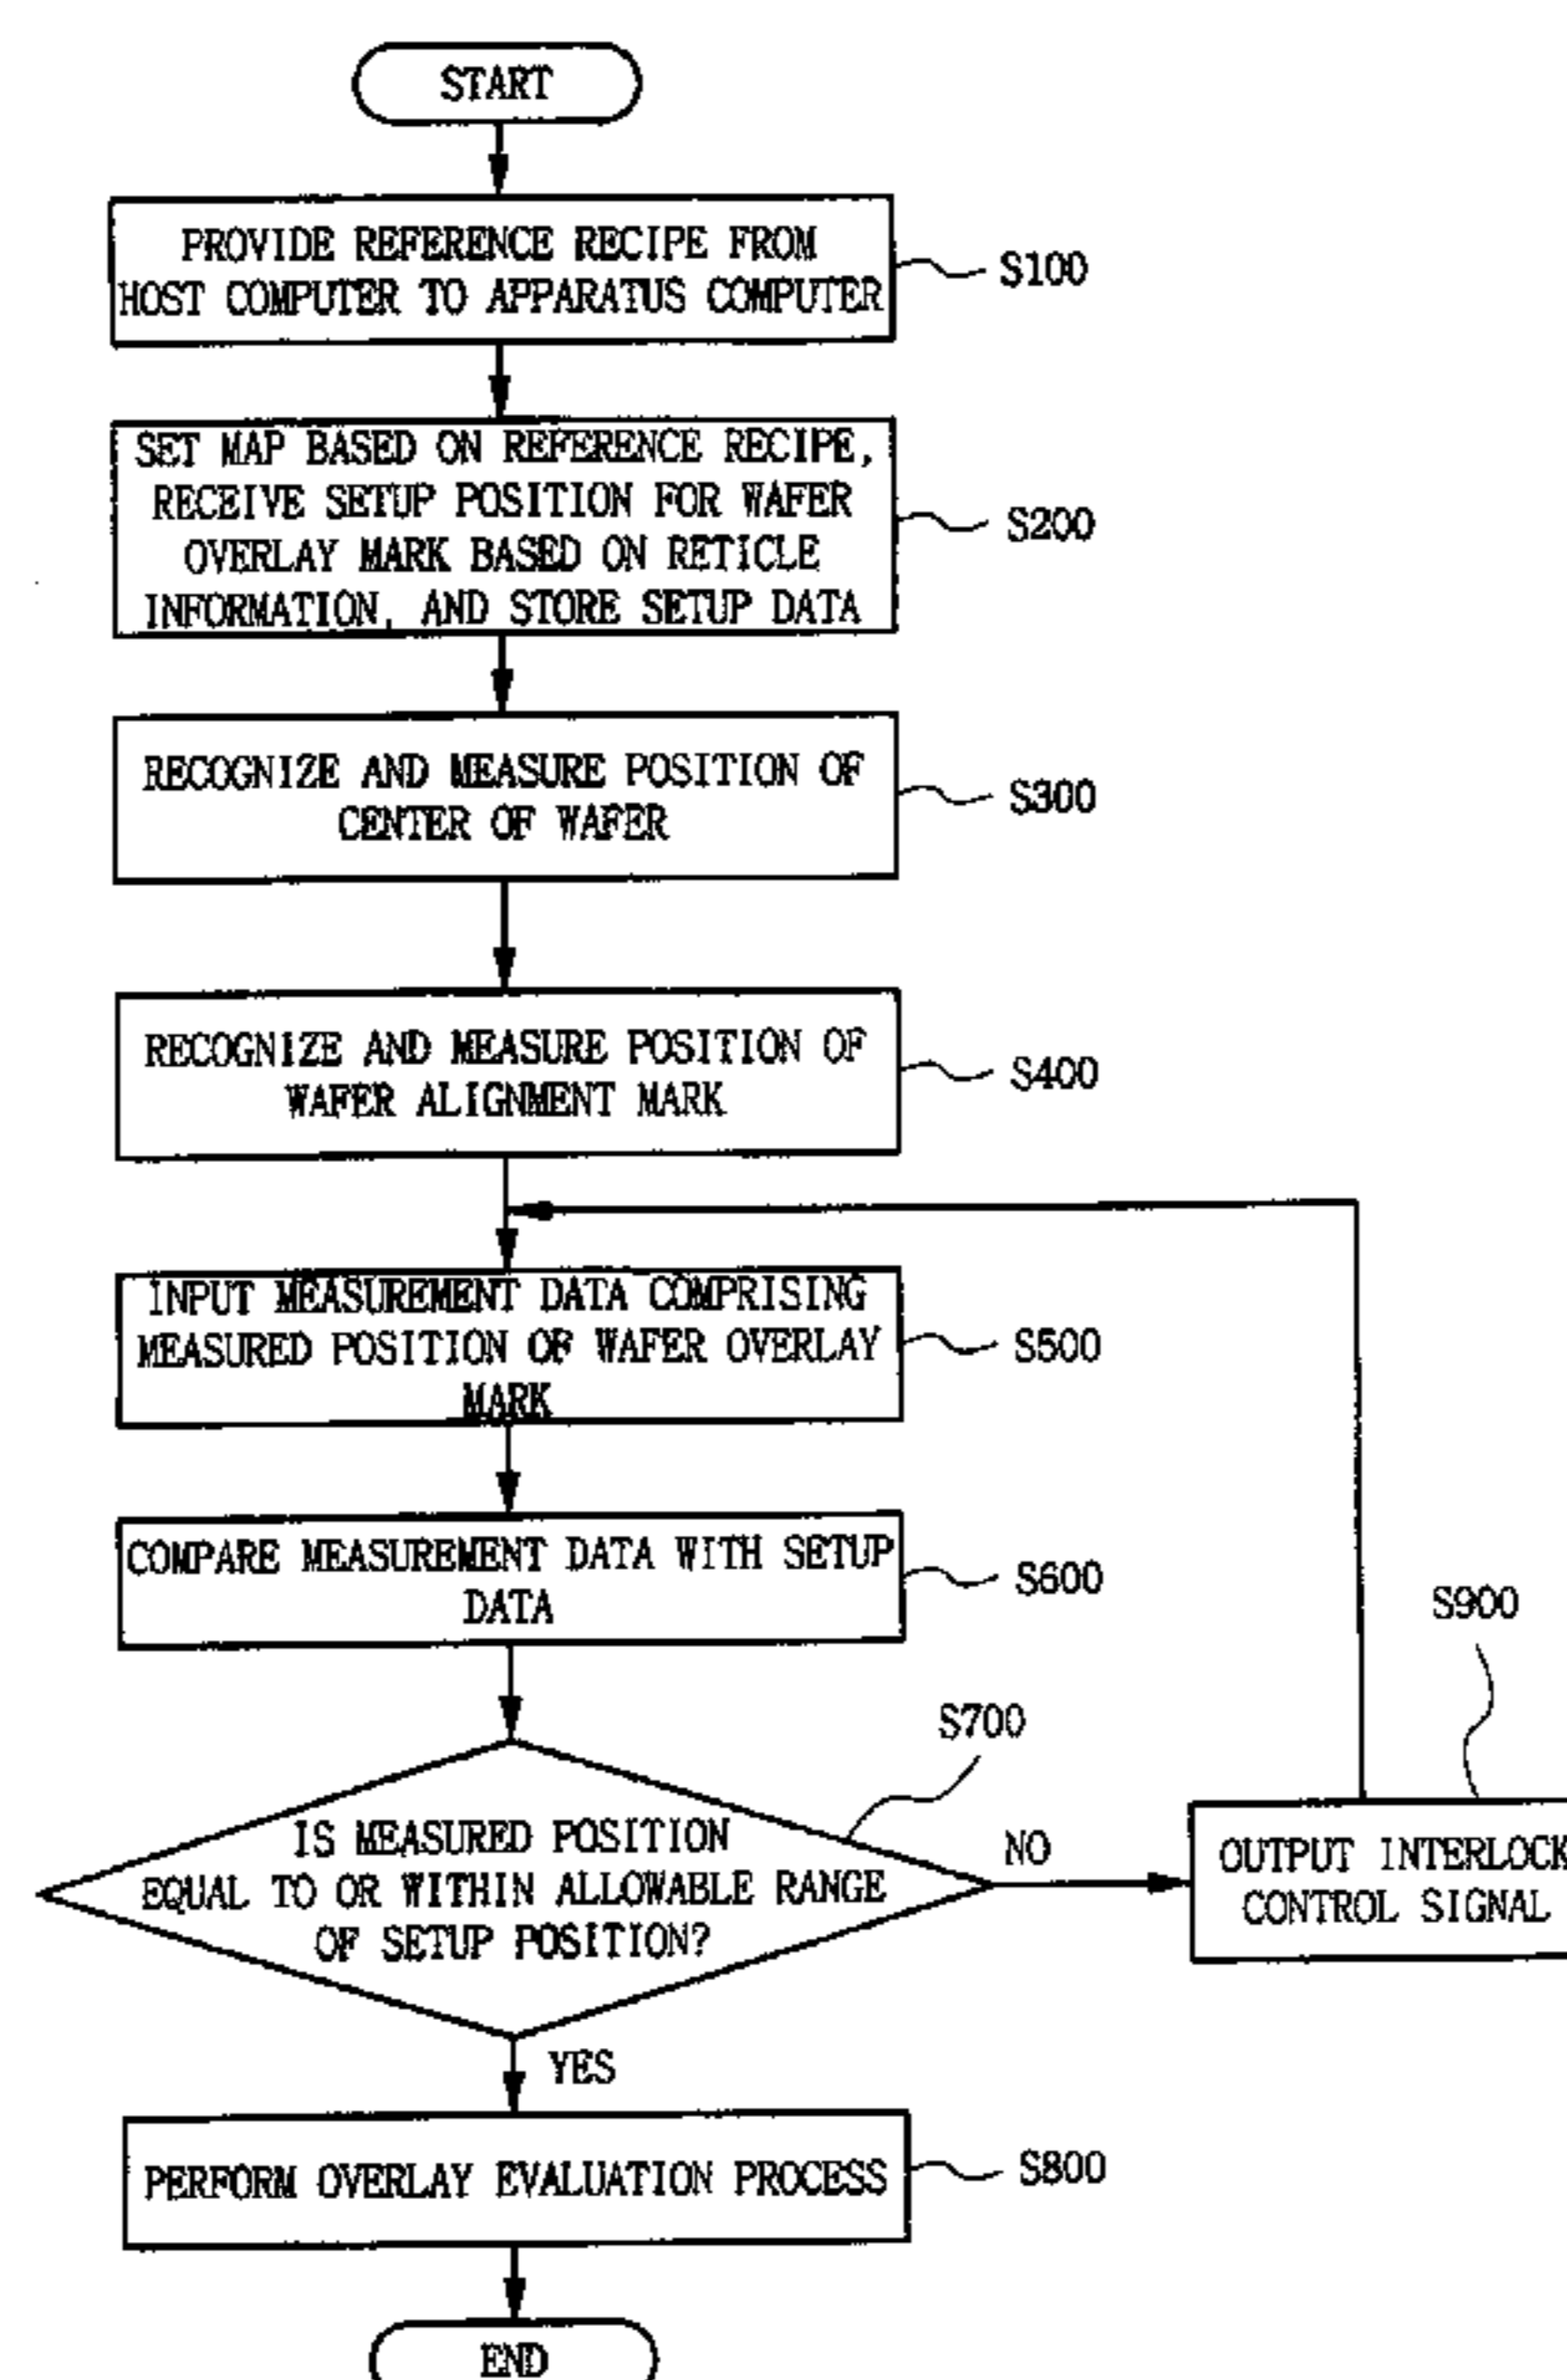 START
PROVIDE REFERENCE RECIPE FROM
HOST COMPUTER TO APPARATUS COMPUTER
S100
SET MAP BASED ON REFERENCE RECIPE,
RECEIVE SETUP POSITION FOR WAFER
OVERLAY MARK BASED ON RETICLE
INFORMATION, AND STORE SETUP DATA
S200
RECOGNIZE AND MEASURE POSITION OF
CENTER OF WAFER
S300
RECOGNIZE AND MEASURE POSITION OF
WAFER ALIGNMENT MARK
S400
INPUT MEASUREMENT DATA COMPRISING
MEASURED POSITION OF WAFER OVERLAY
MARK
S500
COMPARE MEASUREMENT DATA WITH SETUP
DATA
S600
S700
IS MEASURED POSITION
EQUAL TO OR WITHIN ALLOWABLE RANGE
OF SETUP POSITION?
NO
S900
OUTPUT INTERLOCK
CONTROL SIGNAL
YES
PERFORM OVERLAY EVALUATION PROCESS
S800
END